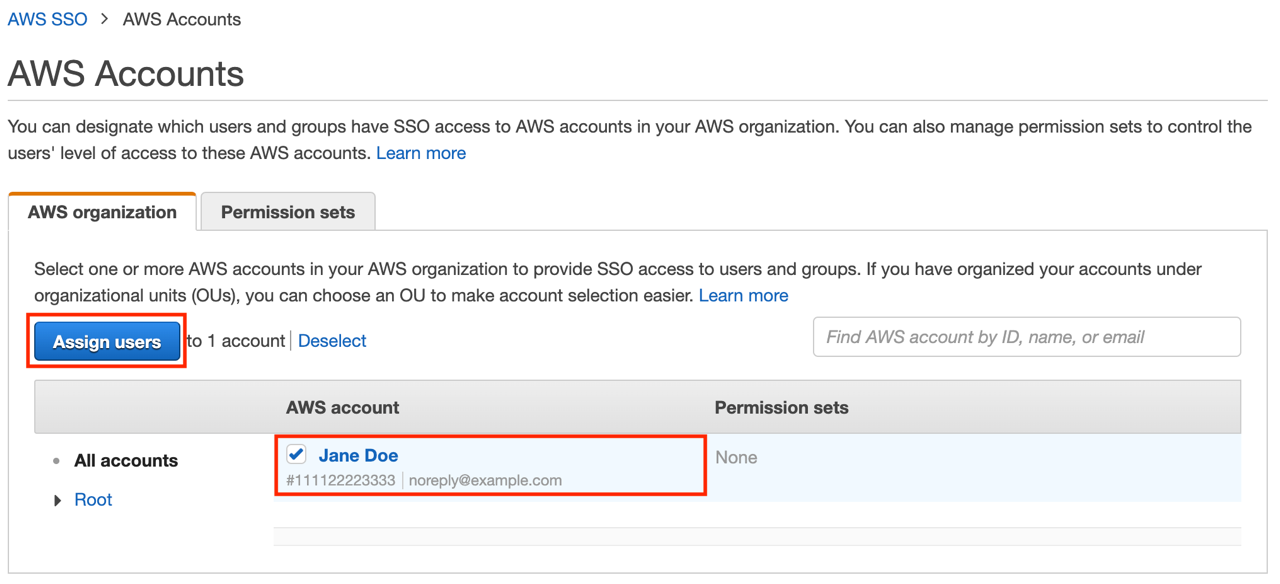 AWS SSO > AWS Accounts
AWS Accounts
You can designate which users and groups have SSO access to AWS accounts in your AWS organization. You can also manage permission sets to control the
users' level of access to these AWS accounts. Learn more
AWS organization Permission sets
Select one or more AWS accounts in your AWS organization to provide SSO access to users and groups. If you have organized your accounts under
organizational units (OUs), you can choose an OU to make account selection easier. Learn more
Assign users to 1 account | Deselect Find AWS account by ID, name, or email
AWS account Permission sets
All accounts Jane Doe None
#111122223333 | noreply@example.com
Root